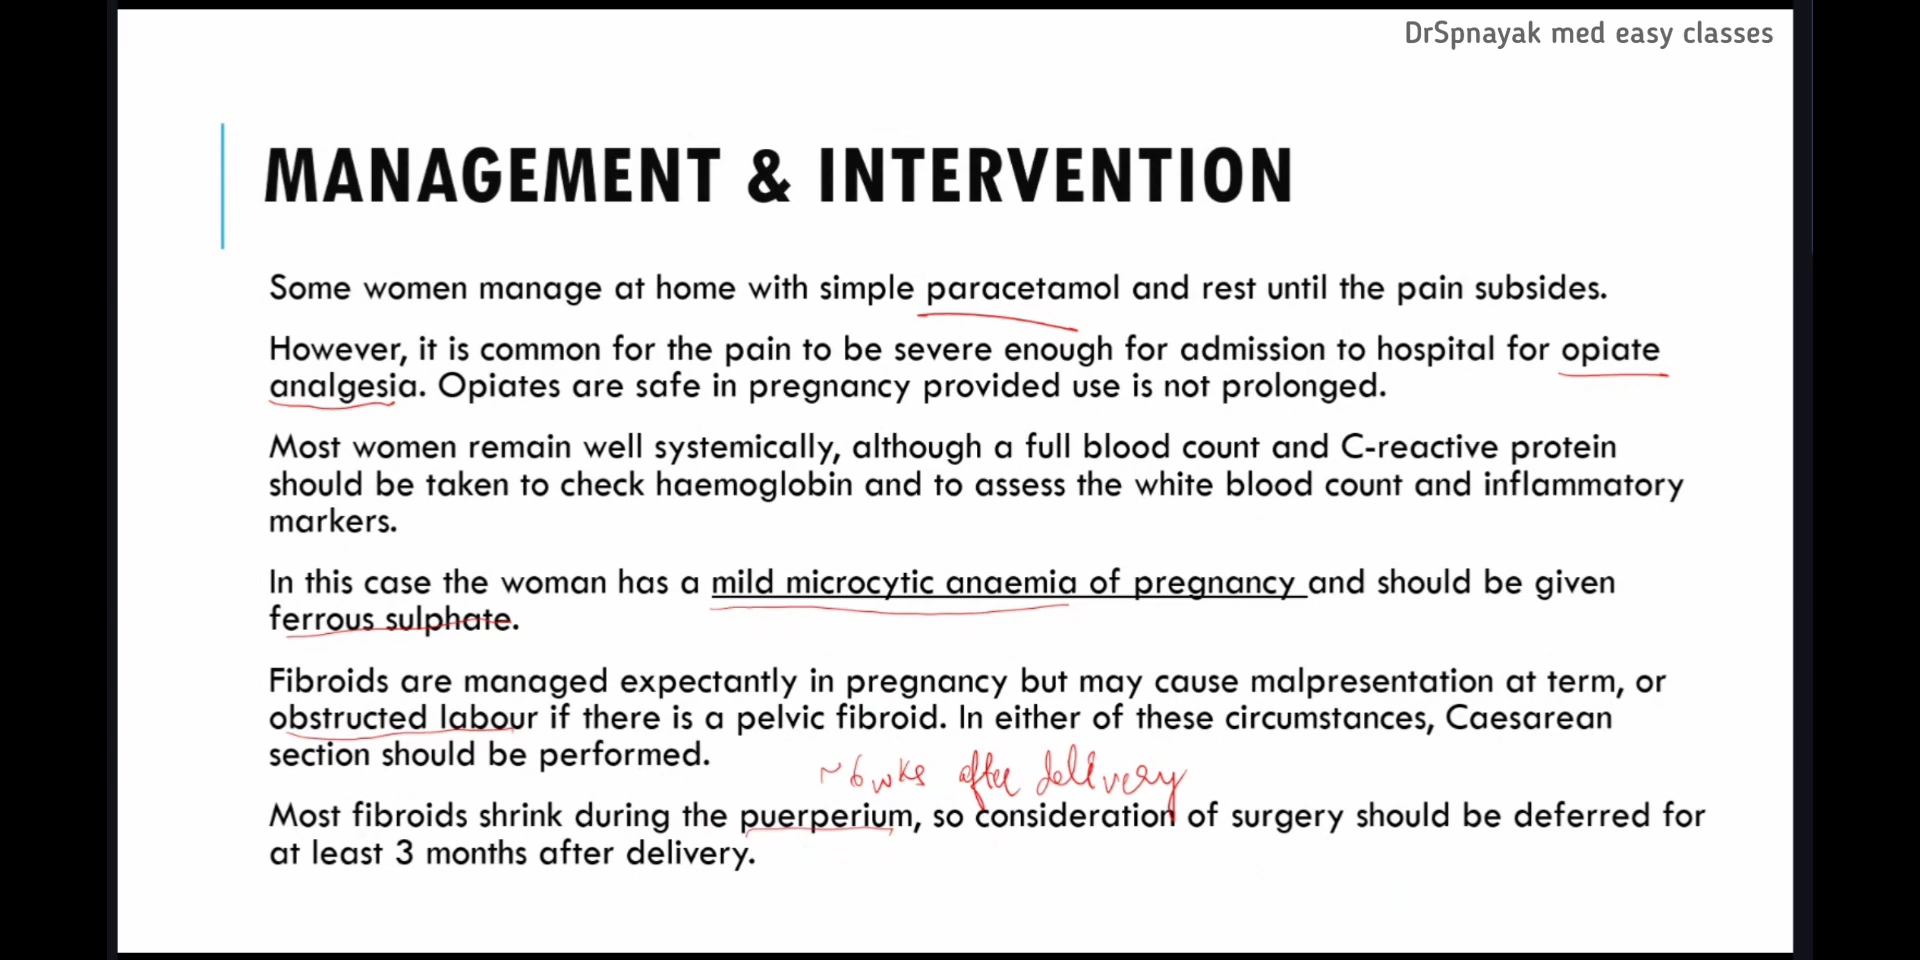 DrSpnayak med easy classes
MANAGEMENT & INTERVENTION
Some women manage at home with simple paracetamol and rest until the pain subsides.
However, it is common for the pain to be severe enough for admission to hospital for opiate
analgesia. Opiates are safe in pregnancy provided use is not prolonged.
Most women remain well systemically, although a full blood count and C-reactive protein
should be taken to check haemoglobin and to assess the white blood count and inflammatory
markers.
In this case the woman has a mild microcytic anaemia of pregnancy and should be given
ferrous sulphate.
Fibroids are managed expectantly in pregnancy but may cause malpresentation at term, or
obstructed labour if there is a pelvic fibroid. In either of these circumstances, Caesarean
section should be performed.
~ 6 wks after delivery
Most fibroids shrink during the puerperium, so consideration of surgery should be deferred for
at least 3 months after delivery.